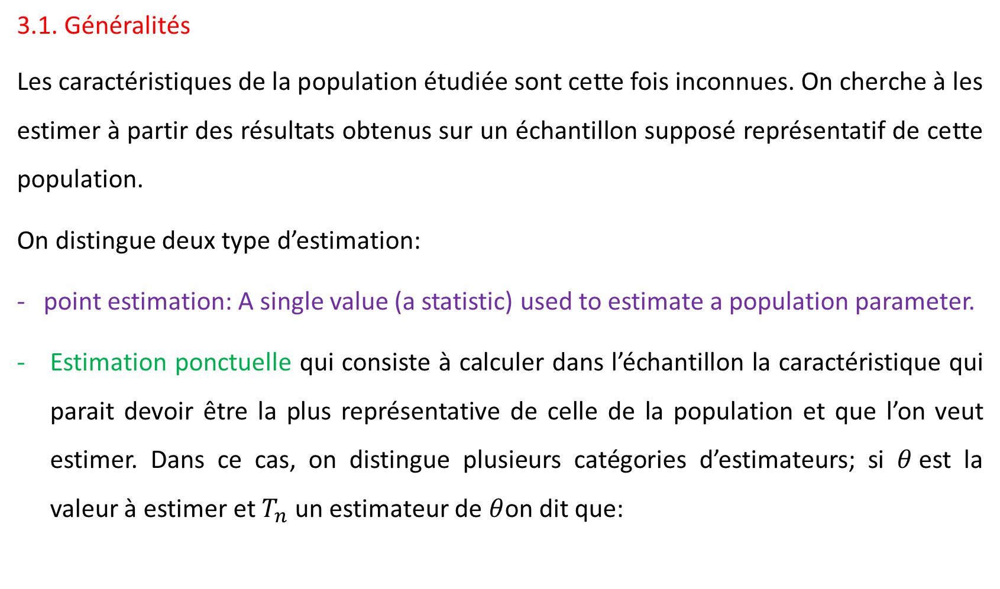 3.1. Généralités
Les caractéristiques de la population étudiée sont cette fois inconnues. On cherche à les
estimer à partir des résultats obtenus sur un échantillon supposé représentatif de cette
population.
On distingue deux type d’estimation:
- point estimation: A single value (a statistic) used to estimate a population parameter.
- Estimation ponctuelle qui consiste à calculer dans l’échantillon la caractéristique qui
parait devoir être la plus représentative de celle de la population et que l’on veut
estimer. Dans ce cas, on distingue plusieurs catégories d’estimateurs; si θ est la
valeur à estimer et Tₙ un estimateur de θon dit que: